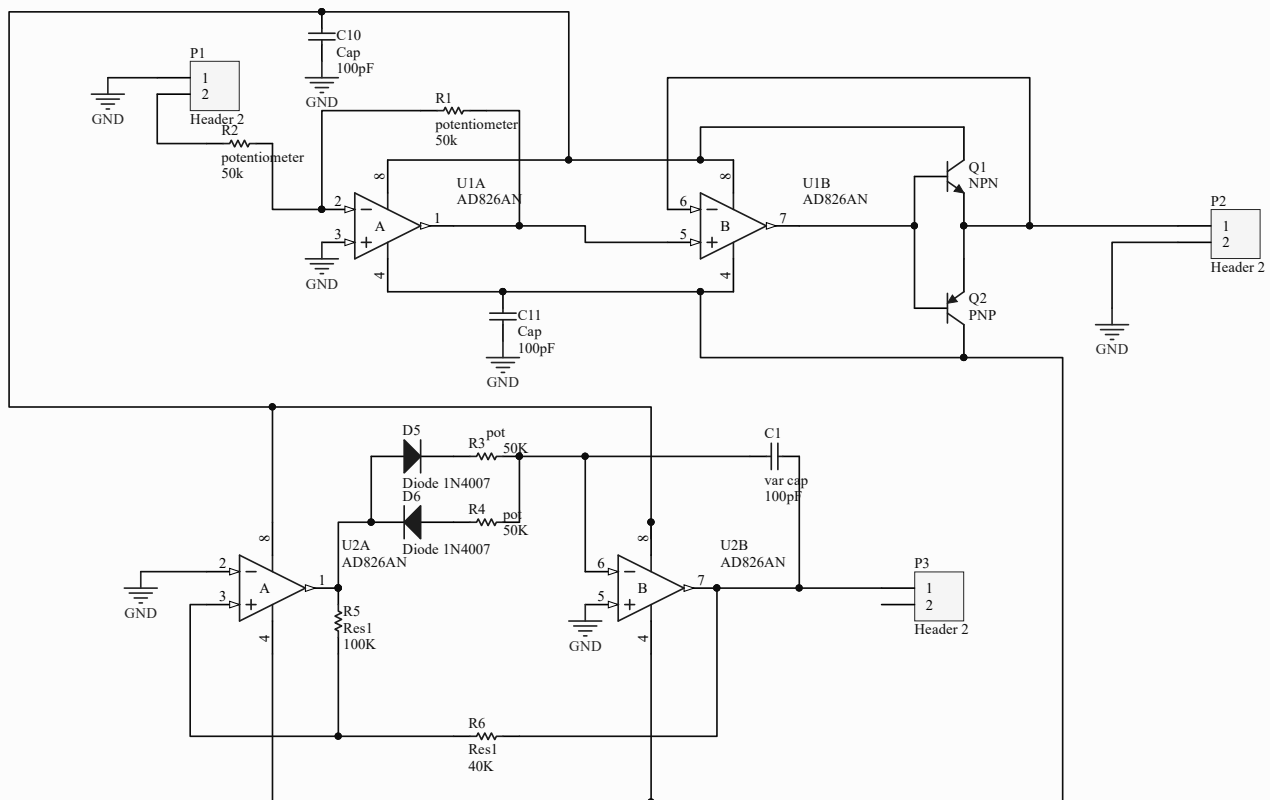 C10
Cap
100pF
GND
P1
1
2
Header 2
GND
R2
potentiometer
50k
R1
potentiometer
50k
8
U1A
AD826AN
2
A
1
3
GND
4
C11
Cap
100pF
GND
8
U1B
AD826AN
6
B
7
5
4
Q1
NPN
Q2
PNP
P2
1
2
Header 2
GND
D5
Diode 1N4007
R3
pot
50K
D6
Diode 1N4007
R4
pot
50K
C1
var cap
100pF
8
U2A
AD826AN
2
A
1
3
GND
4
R5
Res1
100K
8
U2B
AD826AN
6
B
7
5
GND
4
P3
1
2
Header 2
R6
Res1
40K